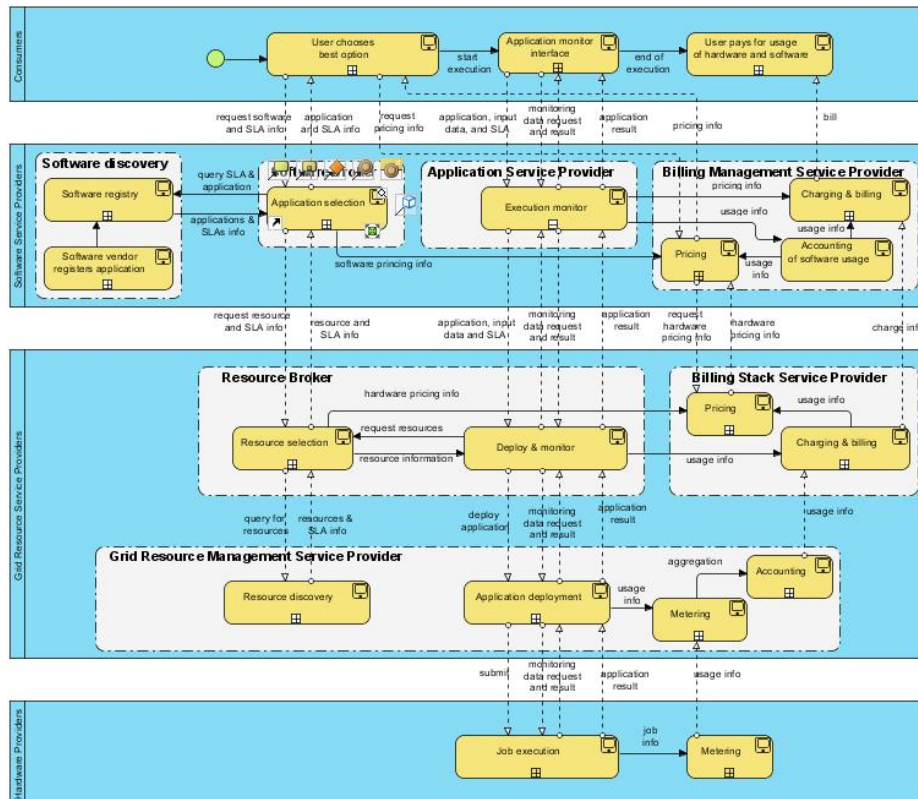 Consumers
User chooses
best option
start
execution
Application monitor
interface
end of
execution
User pays for usage
of hardware and software
request software
and SLA info
application
and SLA info
request
pricing info
application, input
data, and SLA
monitoring
data request
and result
application
result
pricing info
bill
Software Service Providers
Software discovery
Software registry
Software vendor
registers application
query SLA &
application
applications &
SLAs info
Application selection
software princing info
Application Service Provider
Execution monitor
Billing Management Service Provider
pricing info
Charging & billing
usage info
usage info
Pricing
usage
info
Accounting
of software usage
request resource
and SLA info
resource and
SLA info
application, input
data and SLA
monitoring
data request
and result
application
result
request
hardware
pricing info
hardware
pricing info
Grid Resource Service Providers
Resource Broker
hardware pricing info
Resource selection
request resources
resource information
Deploy & monitor
usage info
Billing Stack Service Provider
Pricing
usage info
Charging & billing
query for
resources
resources &
SLA info
deploy
application
monitoring
data request
and result
application
result
usage info
Grid Resource Management Service Provider
Resource discovery
Application deployment
usage
info
Metering
aggregation
Accounting
submit
monitoring
data request
and result
application
result
usage info
Hardware Providers
Job execution
job
info
Metering